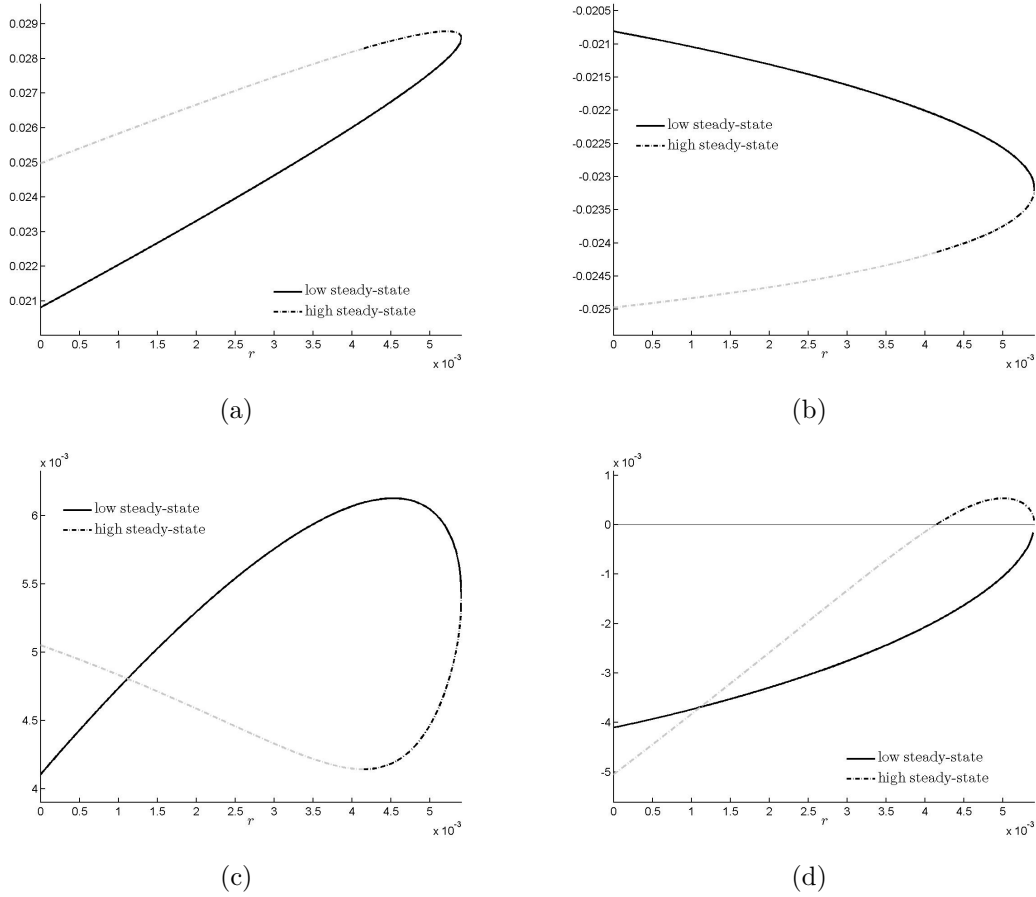 0.029
0.028
0.027
0.026
0.025
0.024
0.023
0.022
0.021
low steady-state
high steady-state
0 0.5 1 1.5 2 2.5 3 3.5 4 4.5 5
r
x 10⁻³
(a)
-0.0205
-0.021
-0.0215
-0.022
-0.0225
-0.023
-0.0235
-0.024
-0.0245
-0.025
low steady-state
high steady-state
0 0.5 1 1.5 2 2.5 3 3.5 4 4.5 5
r
x 10⁻³
(b)
x 10⁻³
6
5.5
5
4.5
4
low steady-state
high steady-state
0 0.5 1 1.5 2 2.5 3 3.5 4 4.5 5
r
x 10⁻³
(c)
x 10⁻³
1
0
-1
-2
-3
-4
-5
low steady-state
high steady-state
0 0.5 1 1.5 2 2.5 3 3.5 4 4.5 5
r
x 10⁻³
(d)